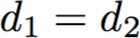 d₁ = d₂